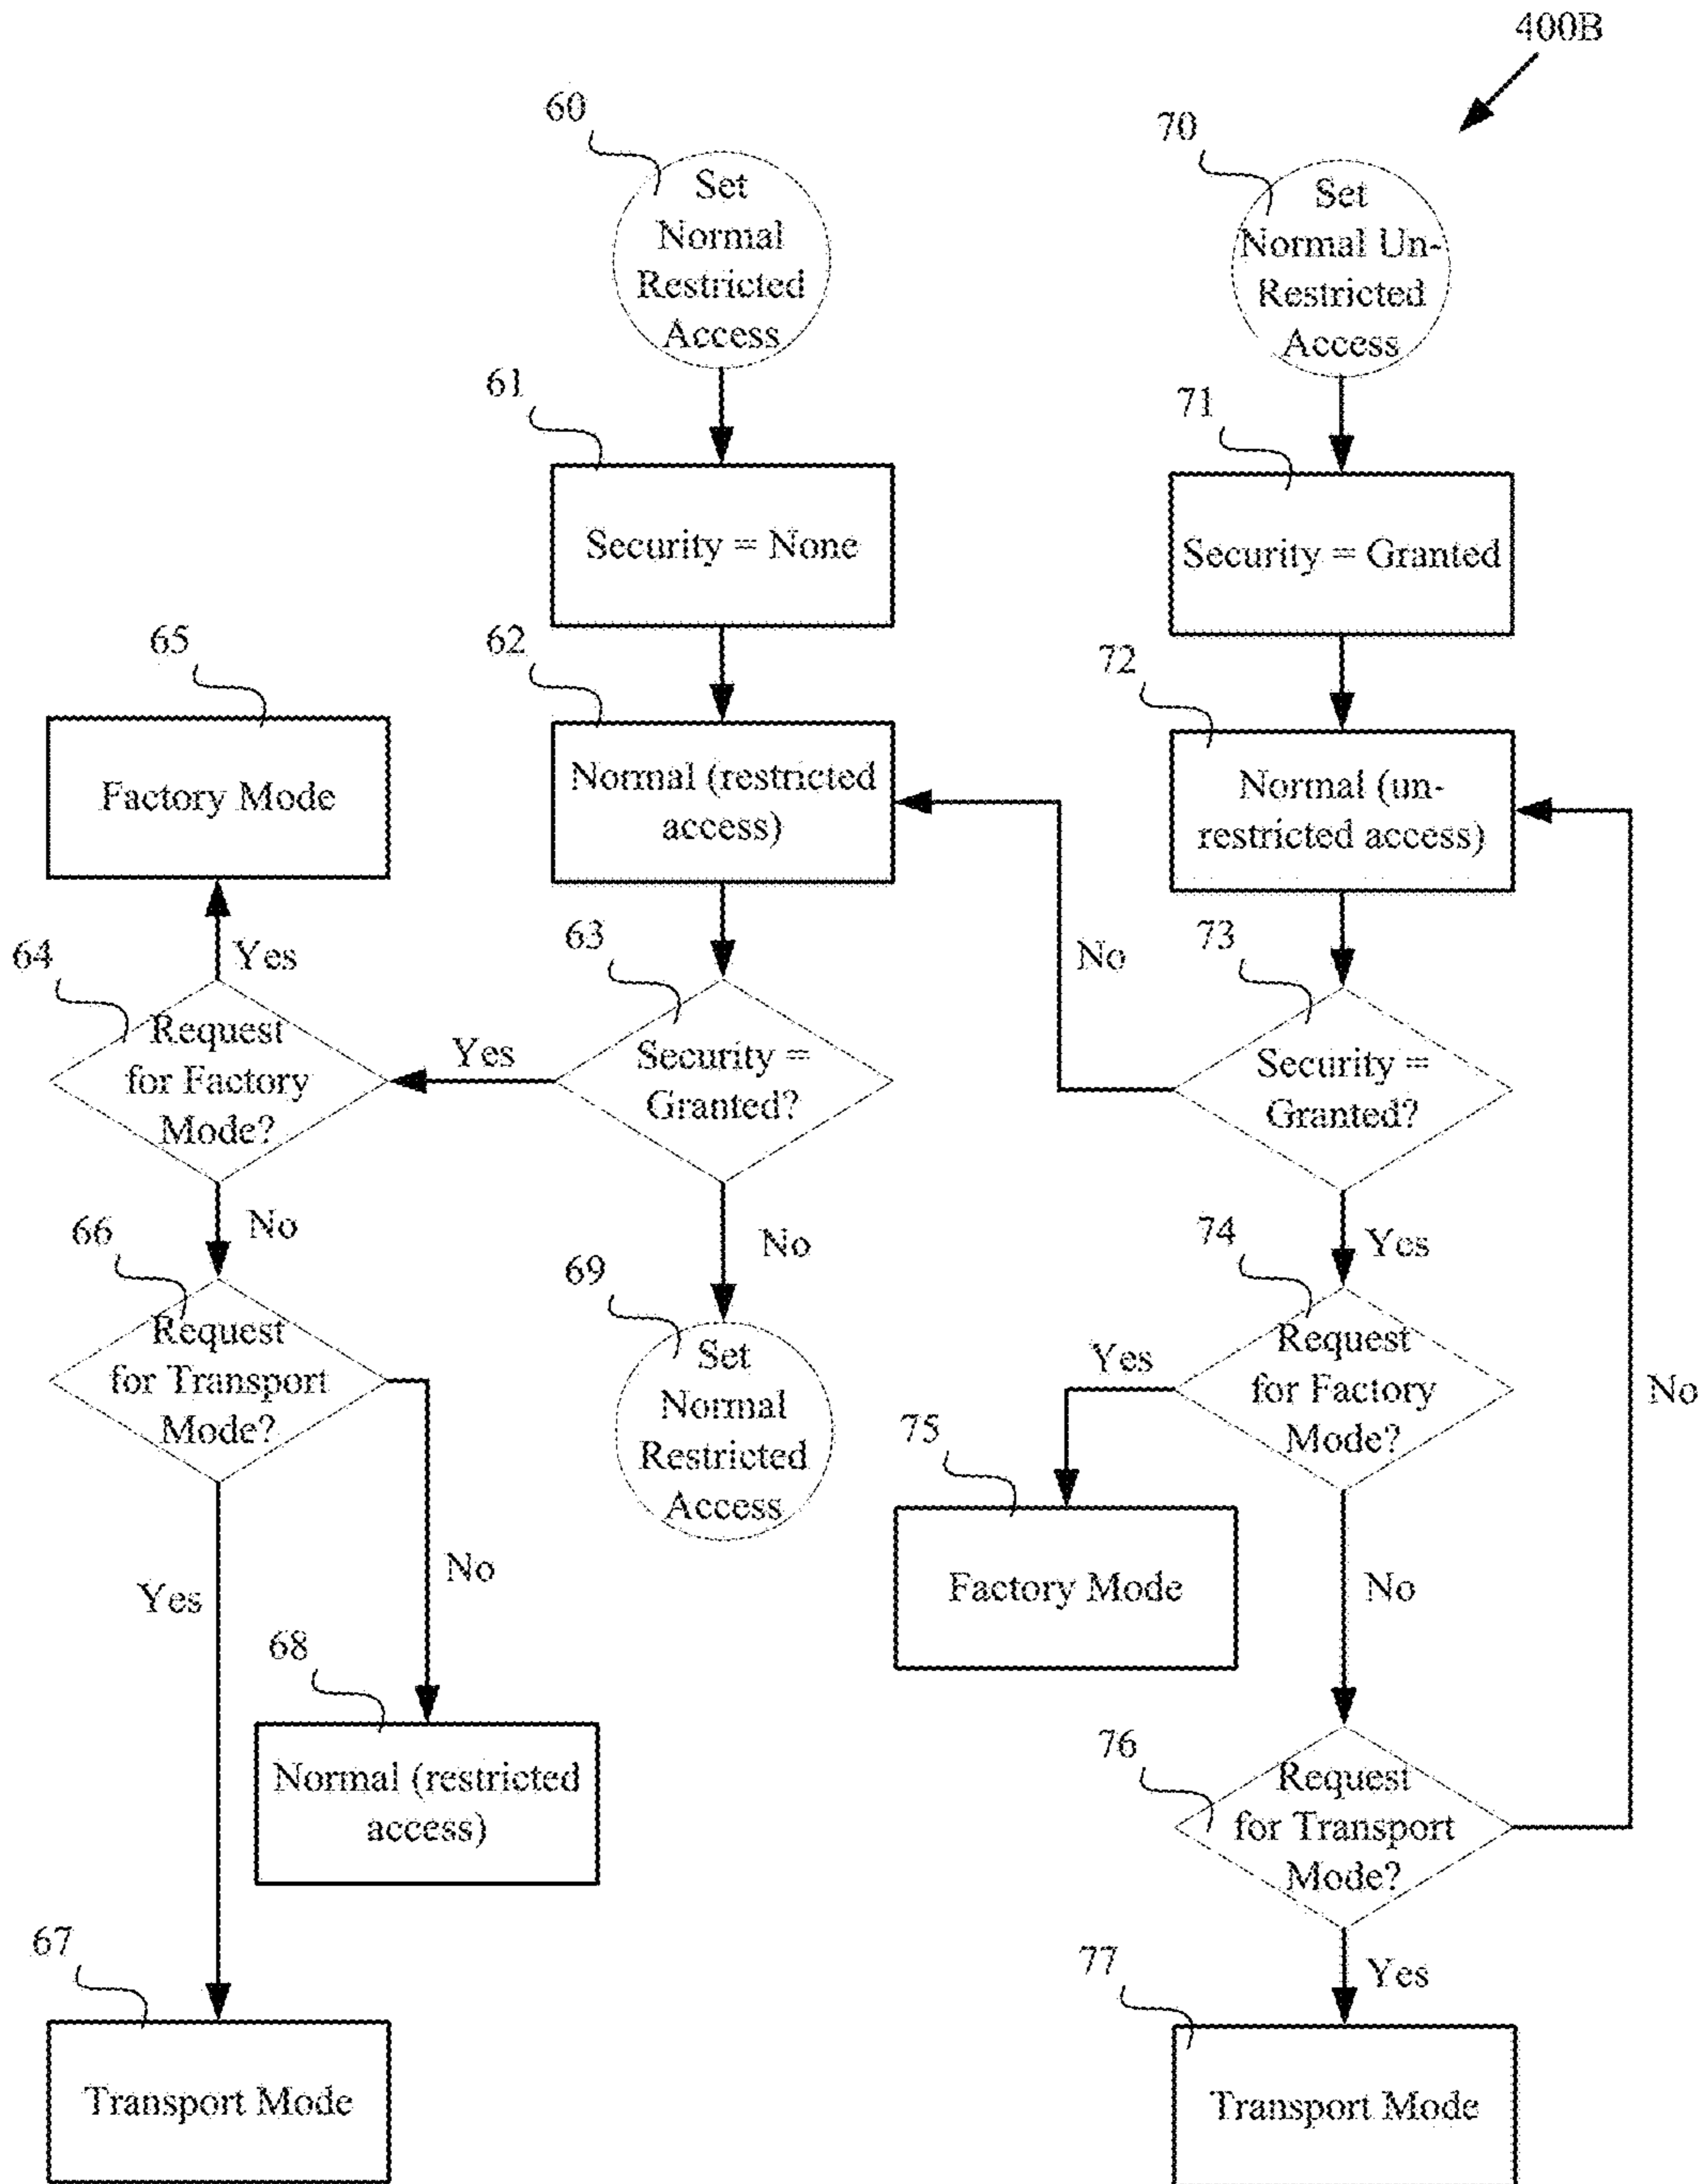 400B
60
Set
Normal
Restricted
Access
70
Set
Normal Un-
Restricted
Access
61
Security = None
71
Security = Granted
65
Factory Mode
62
Normal (restricted
access)
72
Normal (un-
restricted access)
64
Yes
Request
for Factory
Mode?
Yes
63
Security =
Granted?
No
73
Security =
Granted?
No
66
Request
for Transport
Mode?
No
69
Set
Normal
Restricted
Access
Yes
74
Request
for Factory
Mode?
Yes
No
75
Factory Mode
No
Yes
No
68
Normal (restricted
access)
76
Request
for Transport
Mode?
67
Transport Mode
Yes
77
Transport Mode